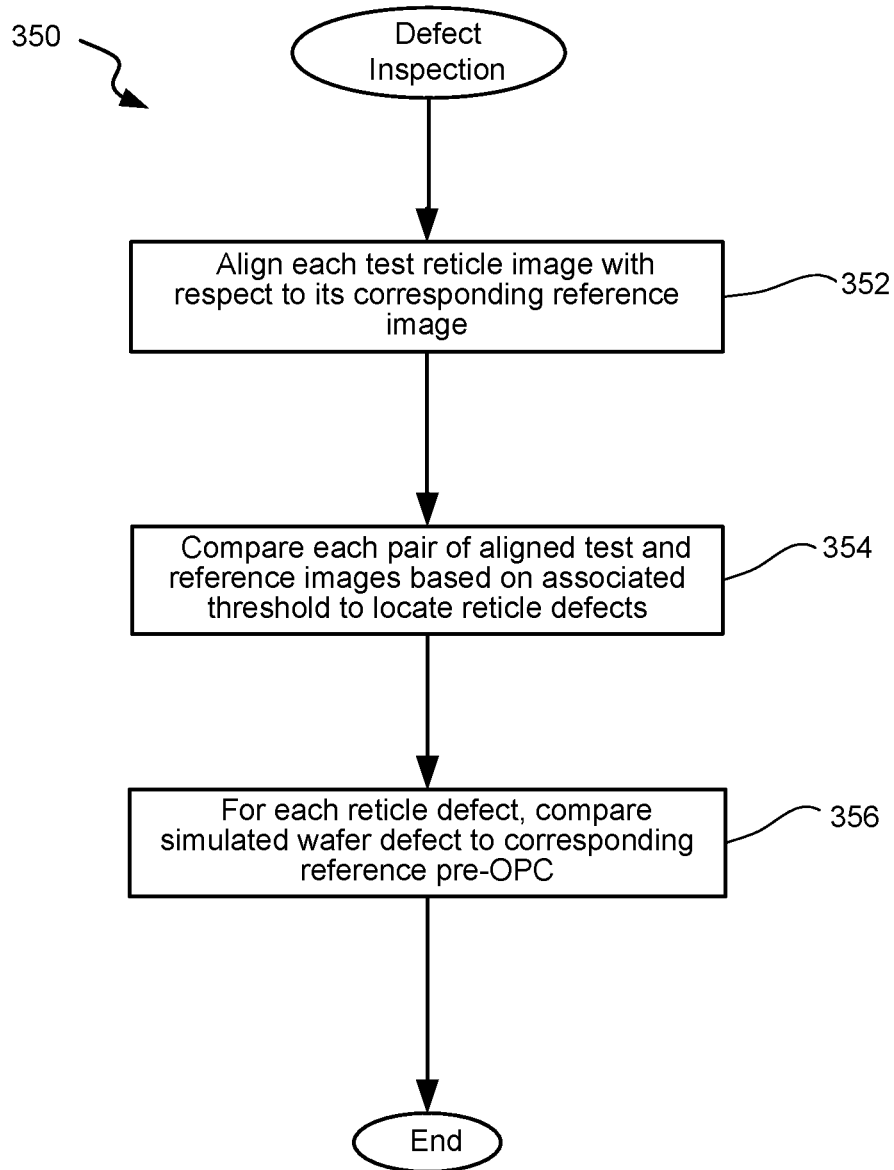 350
Defect
Inspection
Align each test reticle image with
respect to its corresponding reference
image
352
Compare each pair of aligned test and
reference images based on associated
threshold to locate reticle defects
354
For each reticle defect, compare
simulated wafer defect to corresponding
reference pre-OPC
356
End